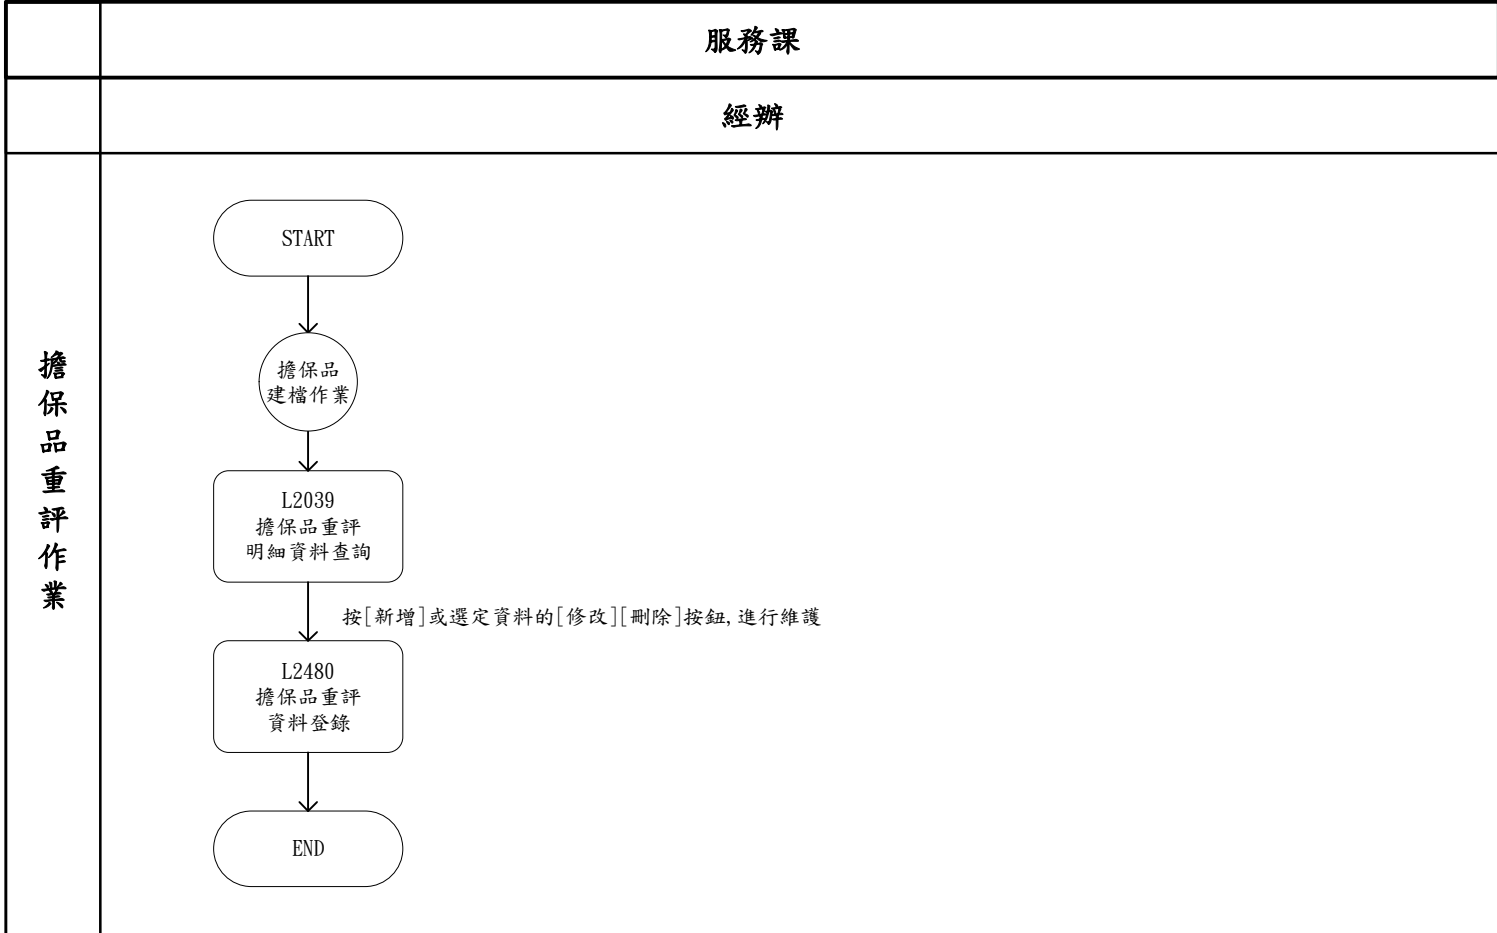 服務課
經辦
擔保品重評作業
START
擔保品
建檔作業
L2039
擔保品重評
明細資料查詢
按[新增]或選定資料的[修改][刪除]按鈕,進行維護
L2480
擔保品重評
資料登錄
END